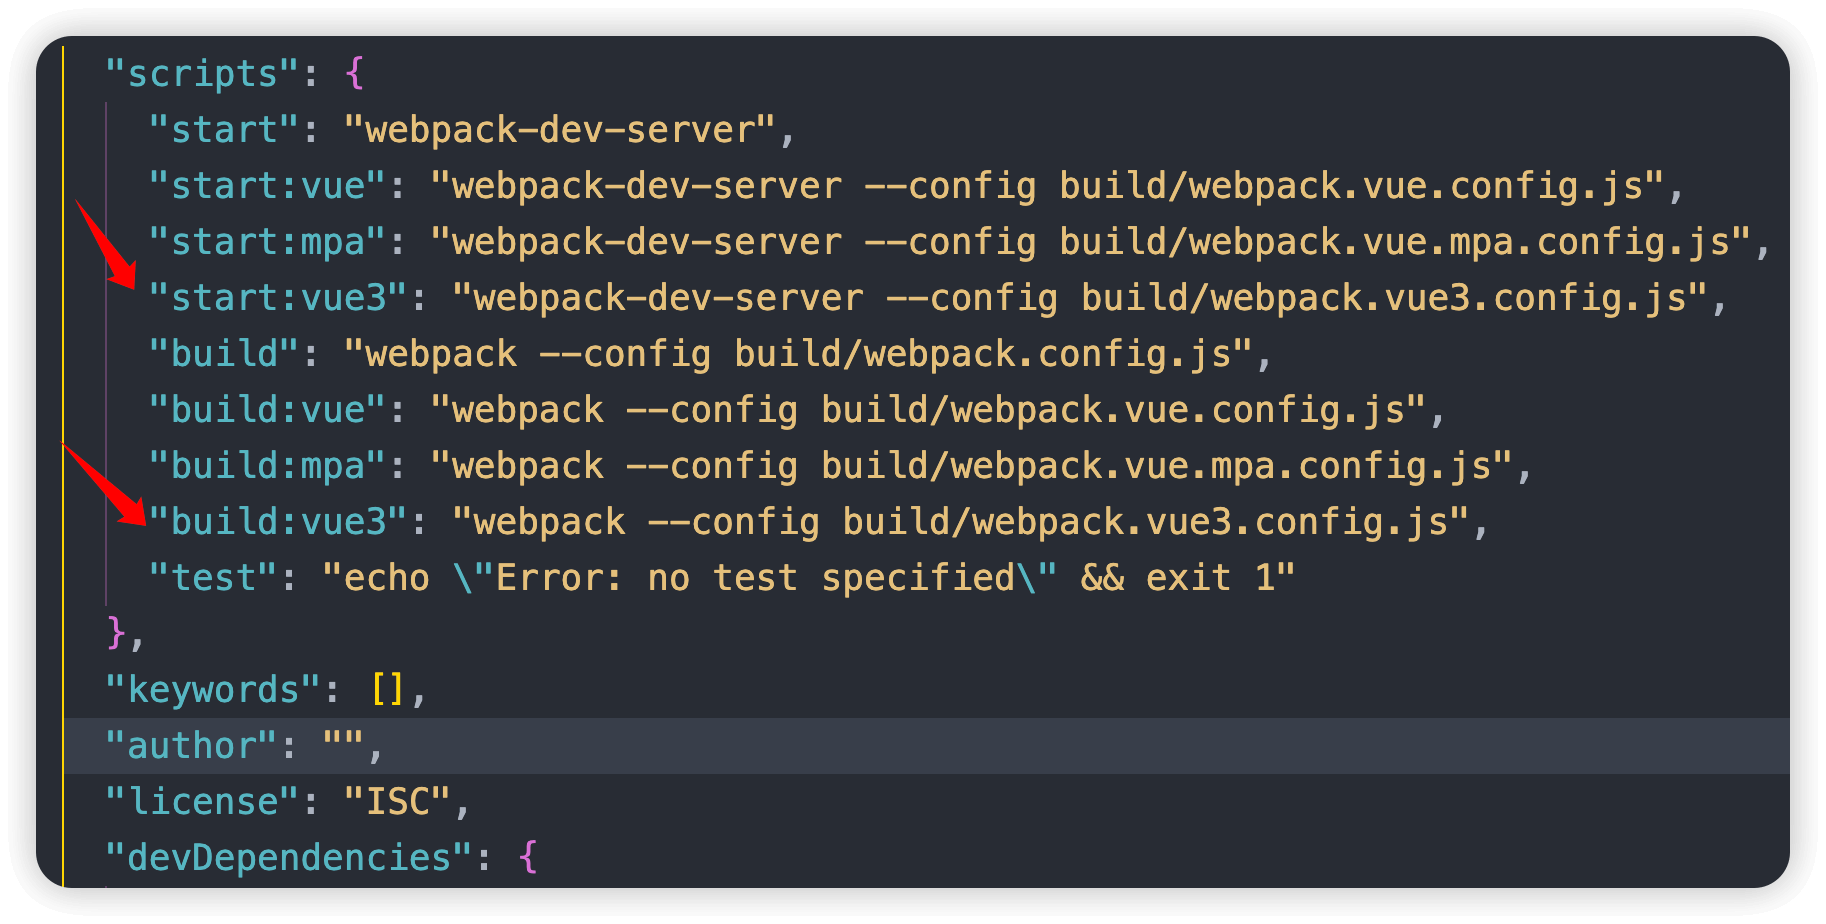 "scripts": {
"start": "webpack-dev-server",
"start:vue": "webpack-dev-server --config build/webpack.vue.config.js",
"start:mpa": "webpack-dev-server --config build/webpack.vue.mpa.config.js",
"start:vue3": "webpack-dev-server --config build/webpack.vue3.config.js",
"build": "webpack --config build/webpack.config.js",
"build:vue": "webpack --config build/webpack.vue.config.js",
"build:mpa": "webpack --config build/webpack.vue.mpa.config.js",
"build:vue3": "webpack --config build/webpack.vue3.config.js",
"test": "echo \"Error: no test specified\" && exit 1"
},
"keywords": [],
"author": "",
"license": "ISC",
"devDependencies": {